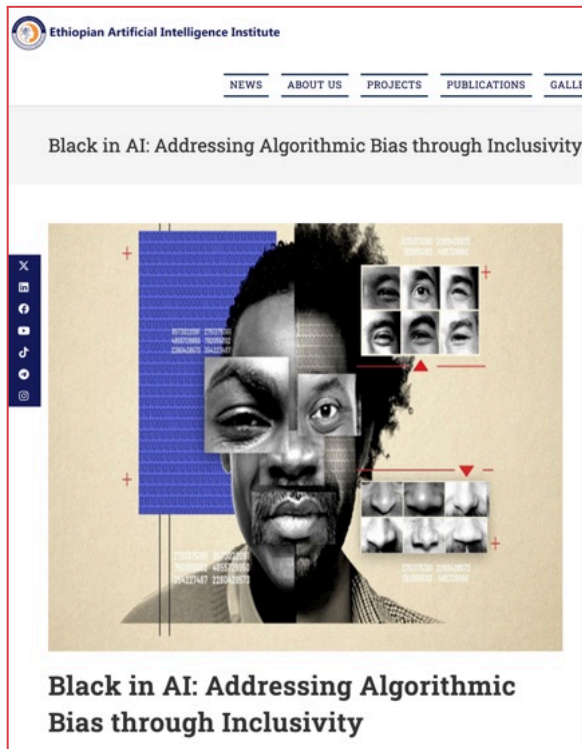 Ethiopian Artificial Intelligence Institute
NEWS ABOUT US PROJECTS PUBLICATIONS
Black in AI: Addressing Algorithmic Bias through Inclusivity
Black in AI: Addressing Algorithmic
Bias through Inclusivity